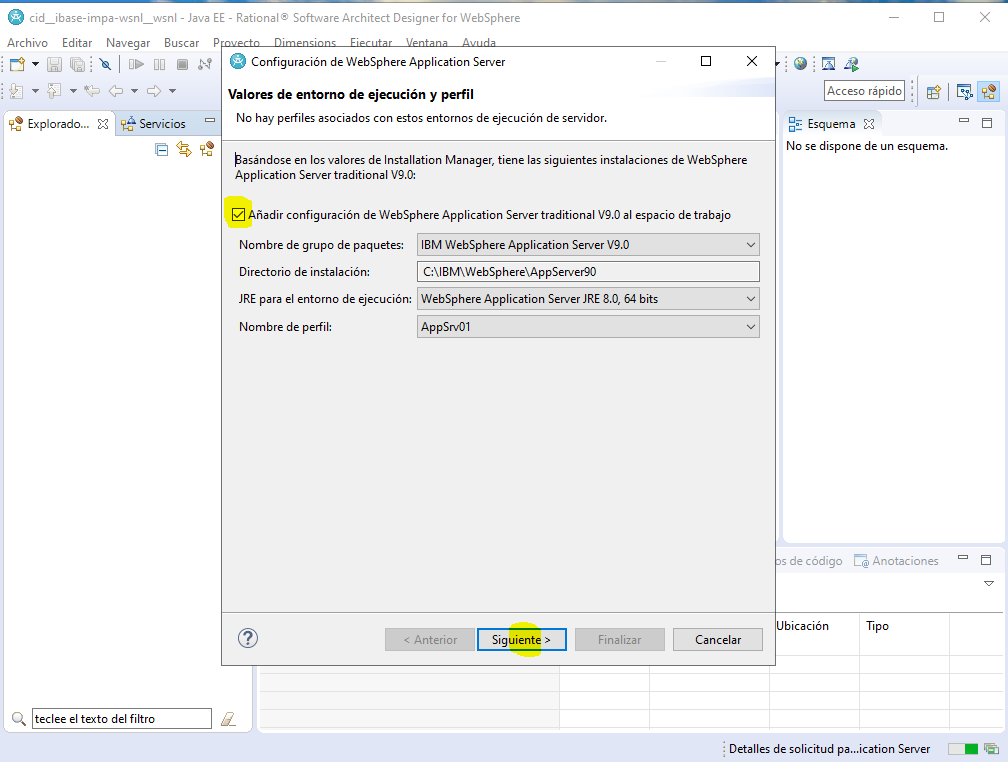 cid__ibase-impa-wsnl__wsnl - Java EE - Rational® Software Architect Designer for WebSphere
Archivo Editar Navegar Buscar Proyecto Dimensions Ejecutar Ventana Ayuda
Configuración de WebSphere Application Server
Valores de entorno de ejecución y perfil
No hay perfiles asociados con estos entornos de ejecución de servidor.
Acceso rápido
Explorado...
Servicios
Esquema
No se dispone de un esquema.
Basándose en los valores de Installation Manager, tiene las siguientes instalaciones de WebSphere
Application Server traditional V9.0:
Añadir configuración de WebSphere Application Server traditional V9.0 al espacio de trabajo
Nombre de grupo de paquetes: IBM WebSphere Application Server V9.0
Directorio de instalación: C:\IBM\WebSphere\AppServer90
JRE para el entorno de ejecución: WebSphere Application Server JRE 8.0, 64 bits
Nombre de perfil: AppSrv01
os de código Anotaciones
Ubicación Tipo
< Anterior Siguiente > Finalizar Cancelar
teclee el texto del filtro
Detalles de solicitud pa...ication Server